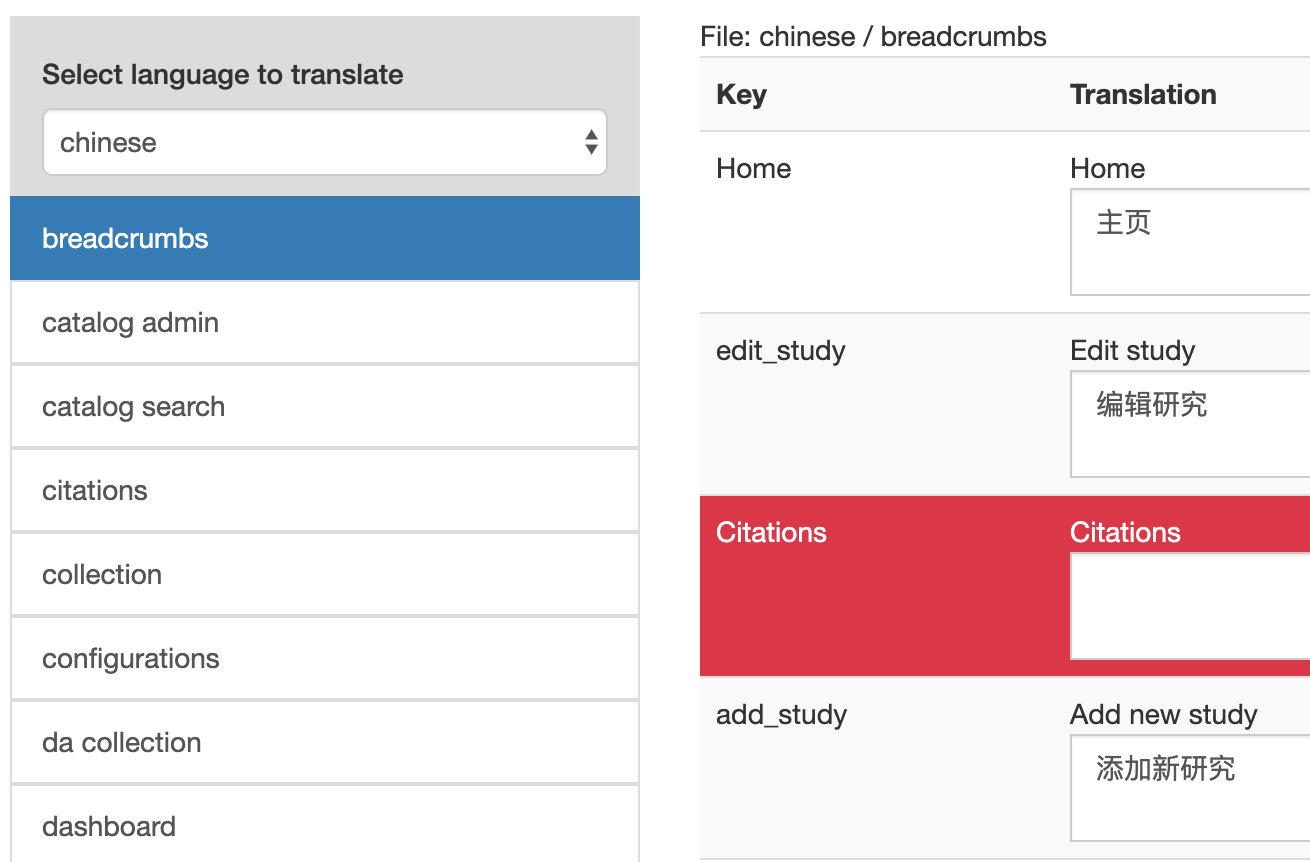 Select language to translate
chinese
breadcrumbs
catalog admin
catalog search
citations
collection
configurations
da collection
dashboard
File: chinese / breadcrumbs
Key Translation
Home Home
主页
edit_study Edit study
编辑研究
Citations Citations
add_study Add new study
添加新研究